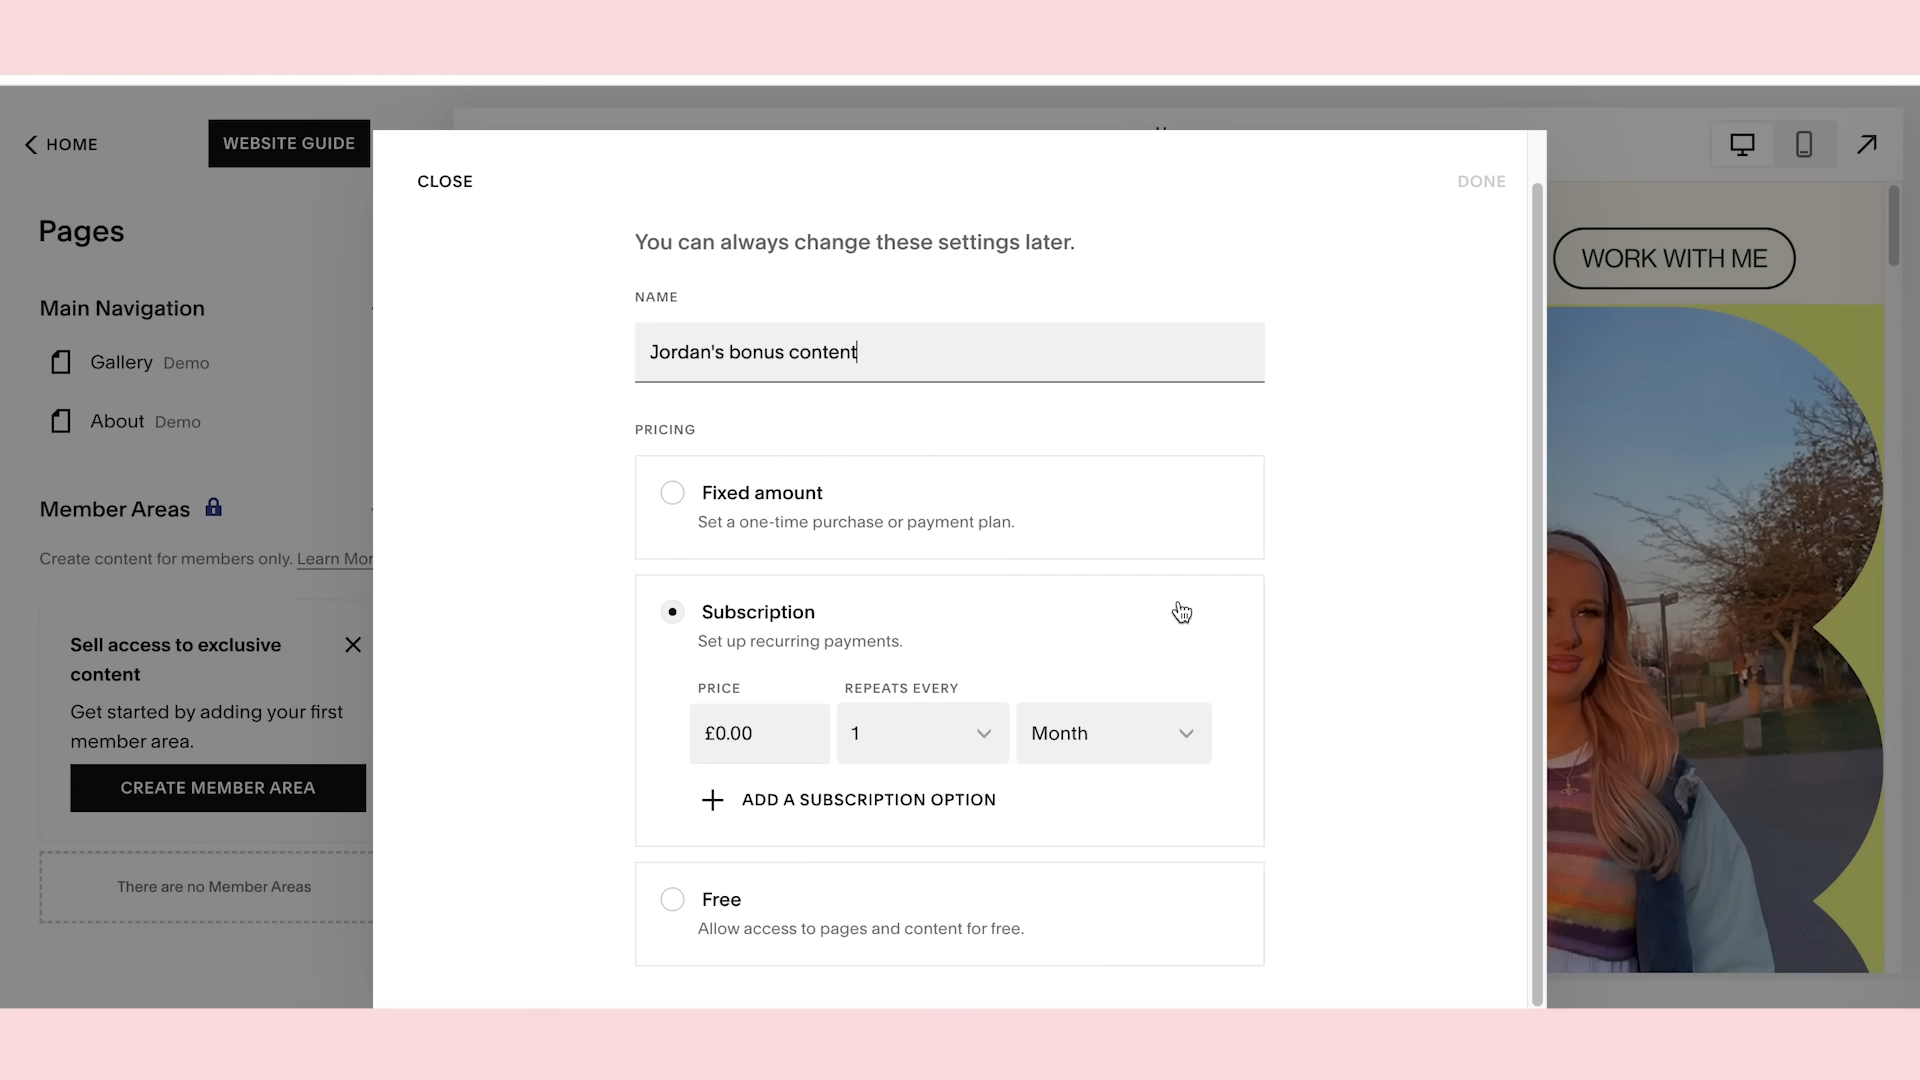 HOME
WEBSITE GUIDE
Pages
Main Navigation
Gallery Demo
About Demo
Member Areas
Create content for members only. Learn Mor
Sell access to exclusive
content
Get started by adding your first
member area.
CREATE MEMBER AREA
There are no Member Areas
CLOSE
DONE
You can always change these settings later.
NAME
Jordan's bonus content
PRICING
Fixed amount
Set a one-time purchase or payment plan.
Subscription
Set up recurring payments.
PRICE REPEATS EVERY
£0.00 1 Month
ADD A SUBSCRIPTION OPTION
Free
Allow access to pages and content for free.
WORK WITH ME